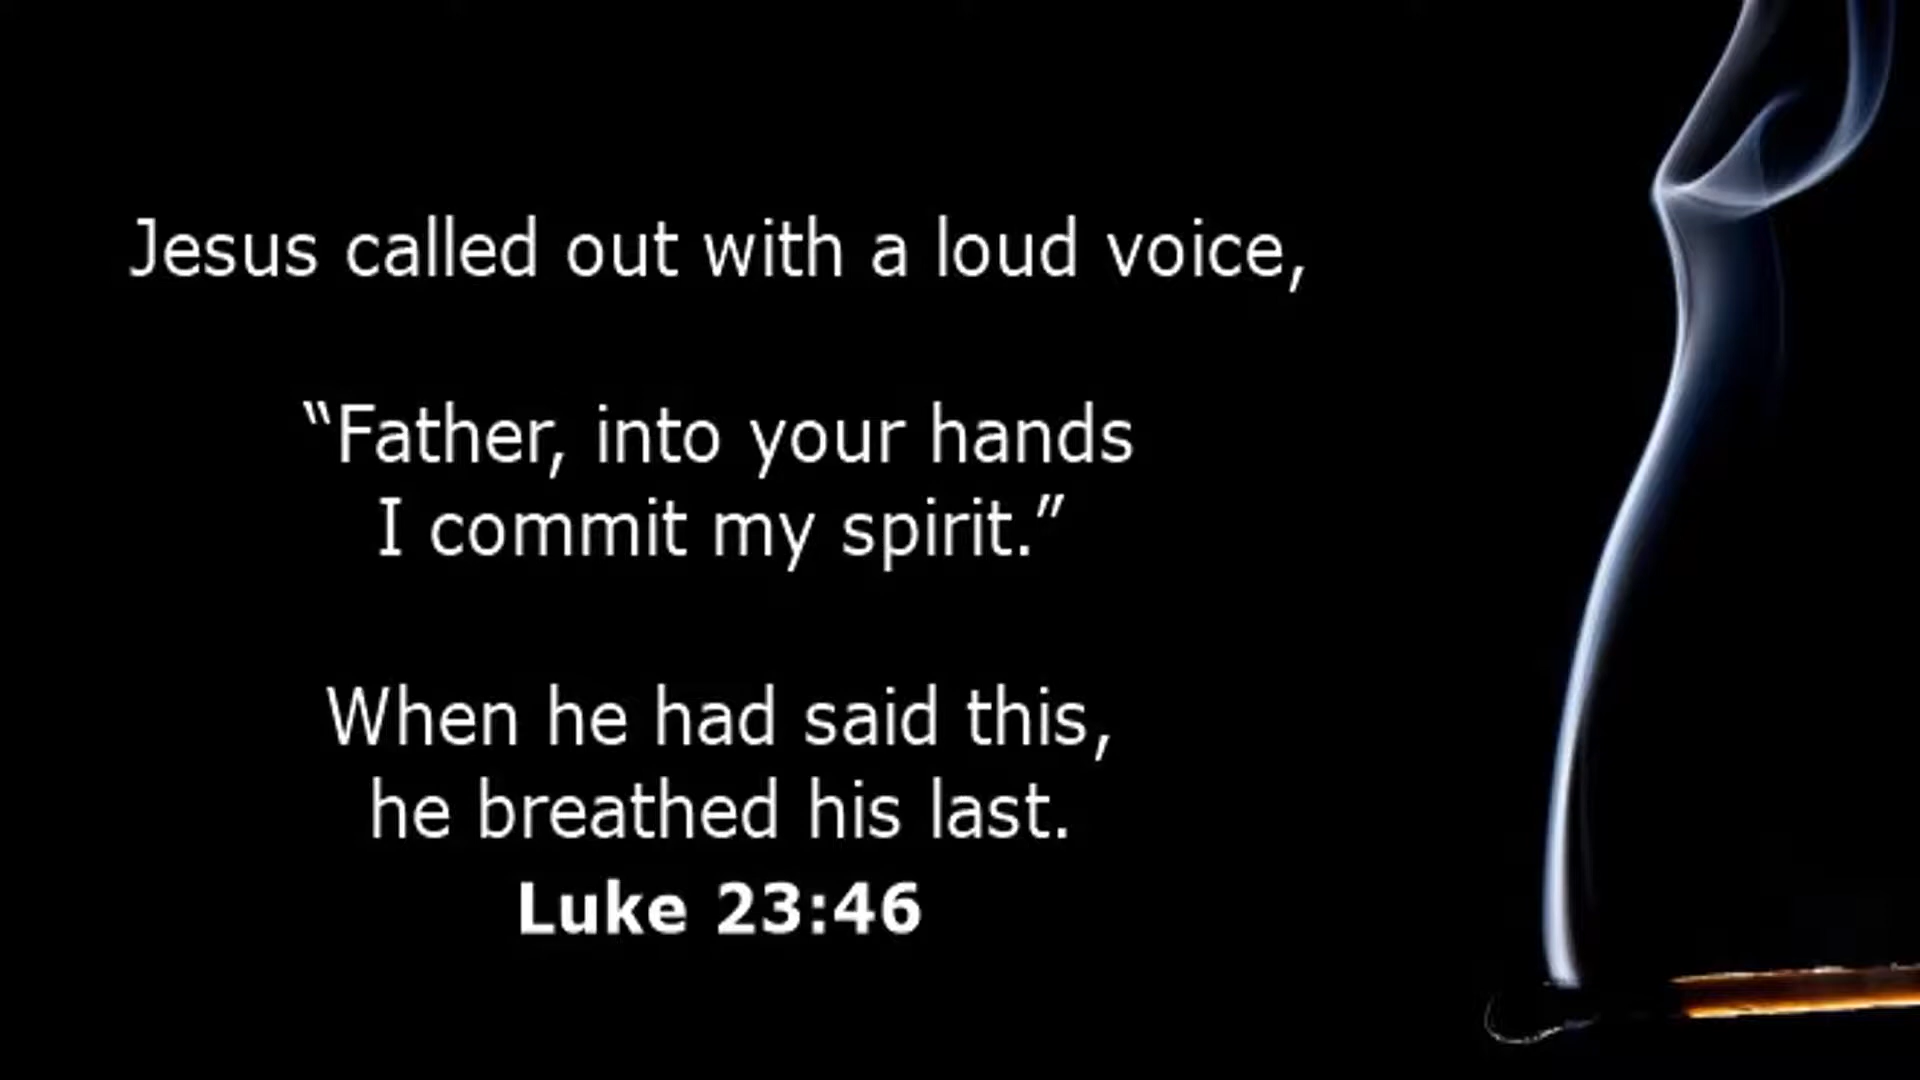 Jesus called out with a loud voice,
“Father, into your hands
I commit my spirit.”
When he had said this,
he breathed his last.
Luke 23:46